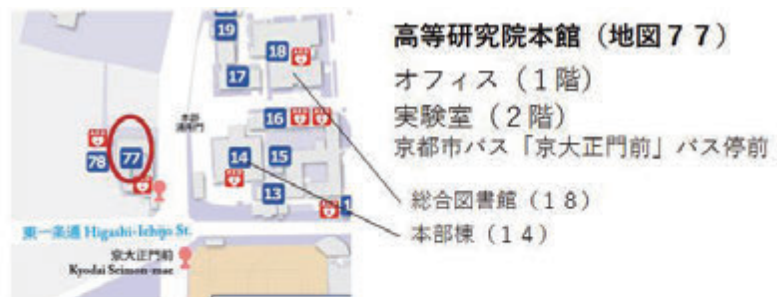 高等研究院本館（地図７７）
オフィス（１階）
実験室（２階）
京都市バス「京大正門前」バス停前
総合図書館（１８）
本部棟（１４）
19
18
17
16
14
15
13
1
78
77
東一条通 Higashi-Ichijo St.
京大正門前
Kyodai Seimon-mae